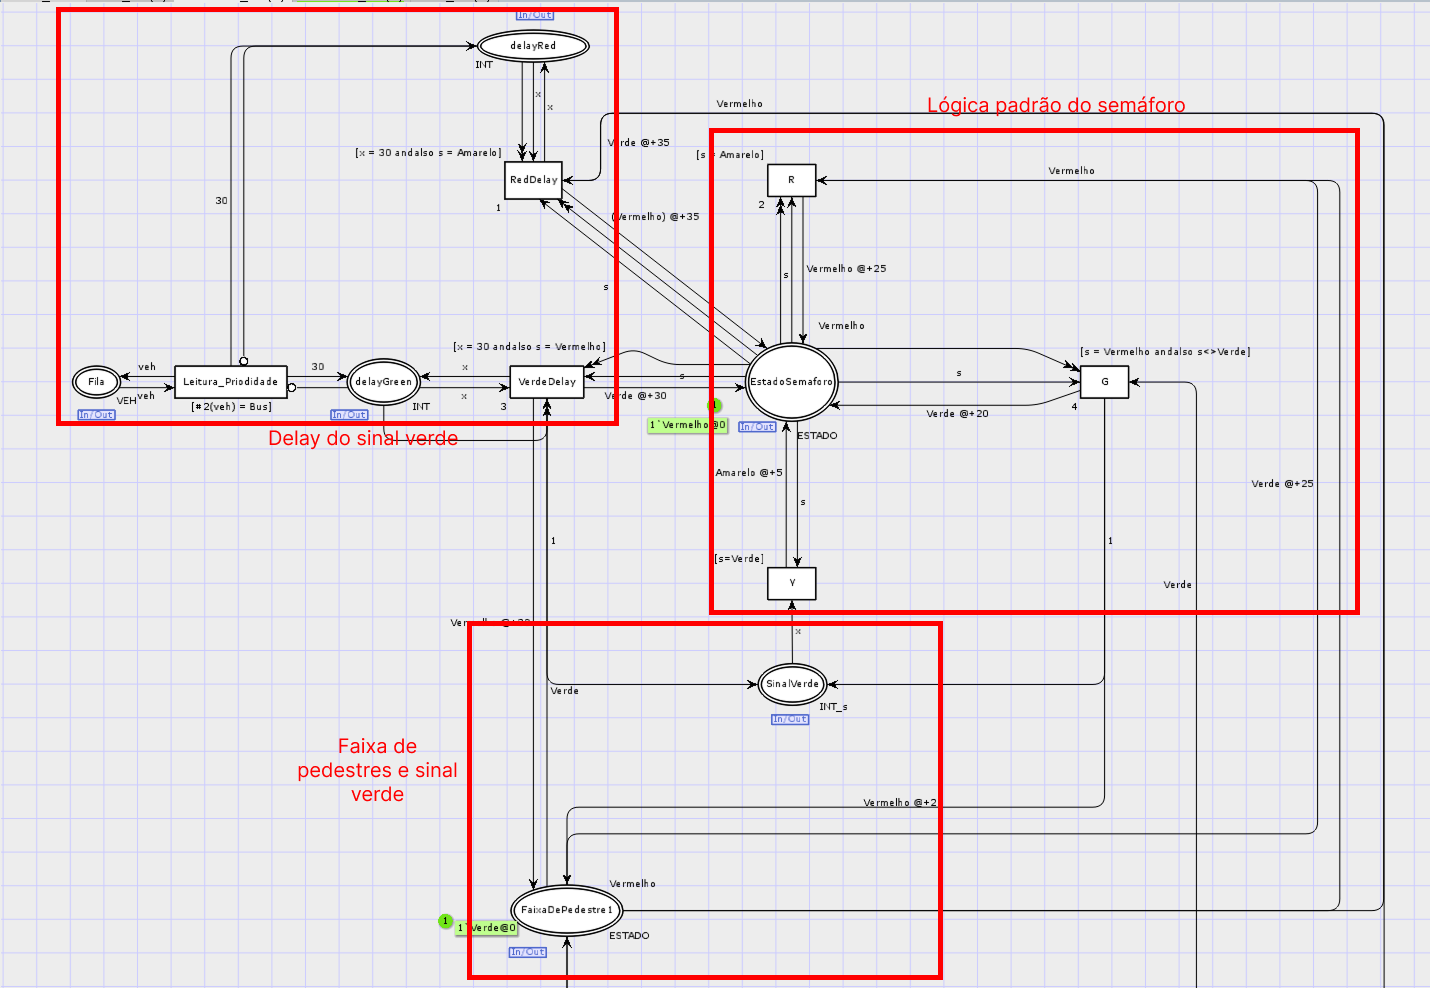 In/Out
delayRed
INT
x
x
Vermelho
Lógica padrão do semáforo
Verde @+35
[x = 30 andalso s = Amarelo]
[s = Amarelo]
RedDelay
1
R
2
Vermelho
30
(Vermelho) @+35
s
Vermelho @+25
s
Vermelho
[x = 30 andalso s = Vermelho]
[s = Vermelho andalso s<>Verde]
veh
30
x
s
s
Fila
Leitura_Priodidade
delayGreen
VerdeDelay
EstadoSemaforo
G
VEH
veh
[#2(veh) = Bus]
INT
x
3
Verde @+30
1
4
Verde @+20
In/Out
In/Out
1`Vermelho@0
In/Out
ESTADO
Delay do sinal verde
Amarelo @+5
s
Verde @+25
1
1
[s=Verde]
Y
Verde
x
SinalVerde
Verde
INT_s
In/Out
Faixa de
pedestres e sinal
verde
Vermelho @+2
Vermelho
FaixaDePedestre1
1
1`Verde@0
ESTADO
In/Out